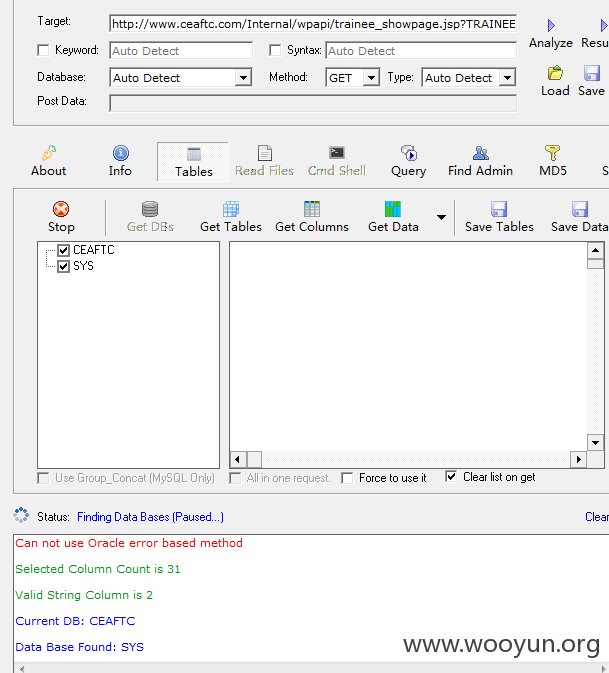 Target: http://www.ceaftc.com/Internal/wpapi/trainee_showpage.jsp?TRAINEE
Analyze Resu
Keyword: Auto Detect Syntax: Auto Detect
Database: Auto Detect Method: GET Type: Auto Detect
Load Save
Post Data:
About Info Tables Read Files Cmd Shell Query Find Admin MD5 S
Stop Get DBs Get Tables Get Columns Get Data Save Tables Save Data
CEAFTC
SYS
Use Group_Concat (MySQL Only) All in one request. Force to use it Clear list on get
Status: Finding Data Bases (Paused...) Clear
Can not use Oracle error based method
Selected Column Count is 31
Valid String Column is 2
Current DB: CEAFTC
Data Base Found: SYS
www.wooyun.org